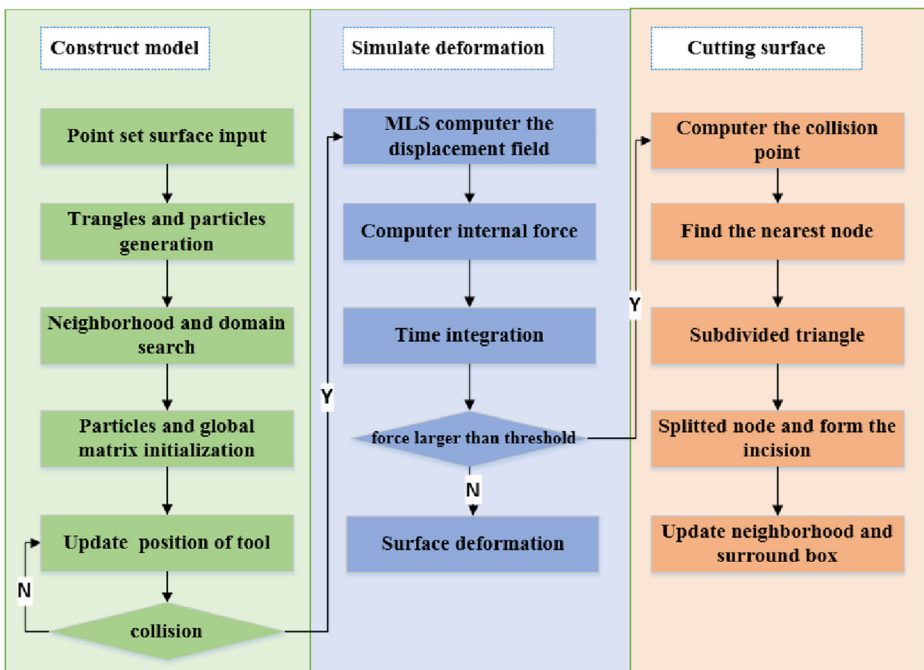 Construct model
Point set surface input
Trangles and particles
generation
Neighborhood and domain
search
Particles and global
matrix initialization
Update position of tool
N
collision
Y
Simulate deformation
MLS computer the
displacement field
Computer internal force
Time integration
force larger than threshold
N
Surface deformation
Y
Cutting surface
Computer the collision
point
Find the nearest node
Subdivided triangle
Splitted node and form the
incision
Update neighborhood and
surround box